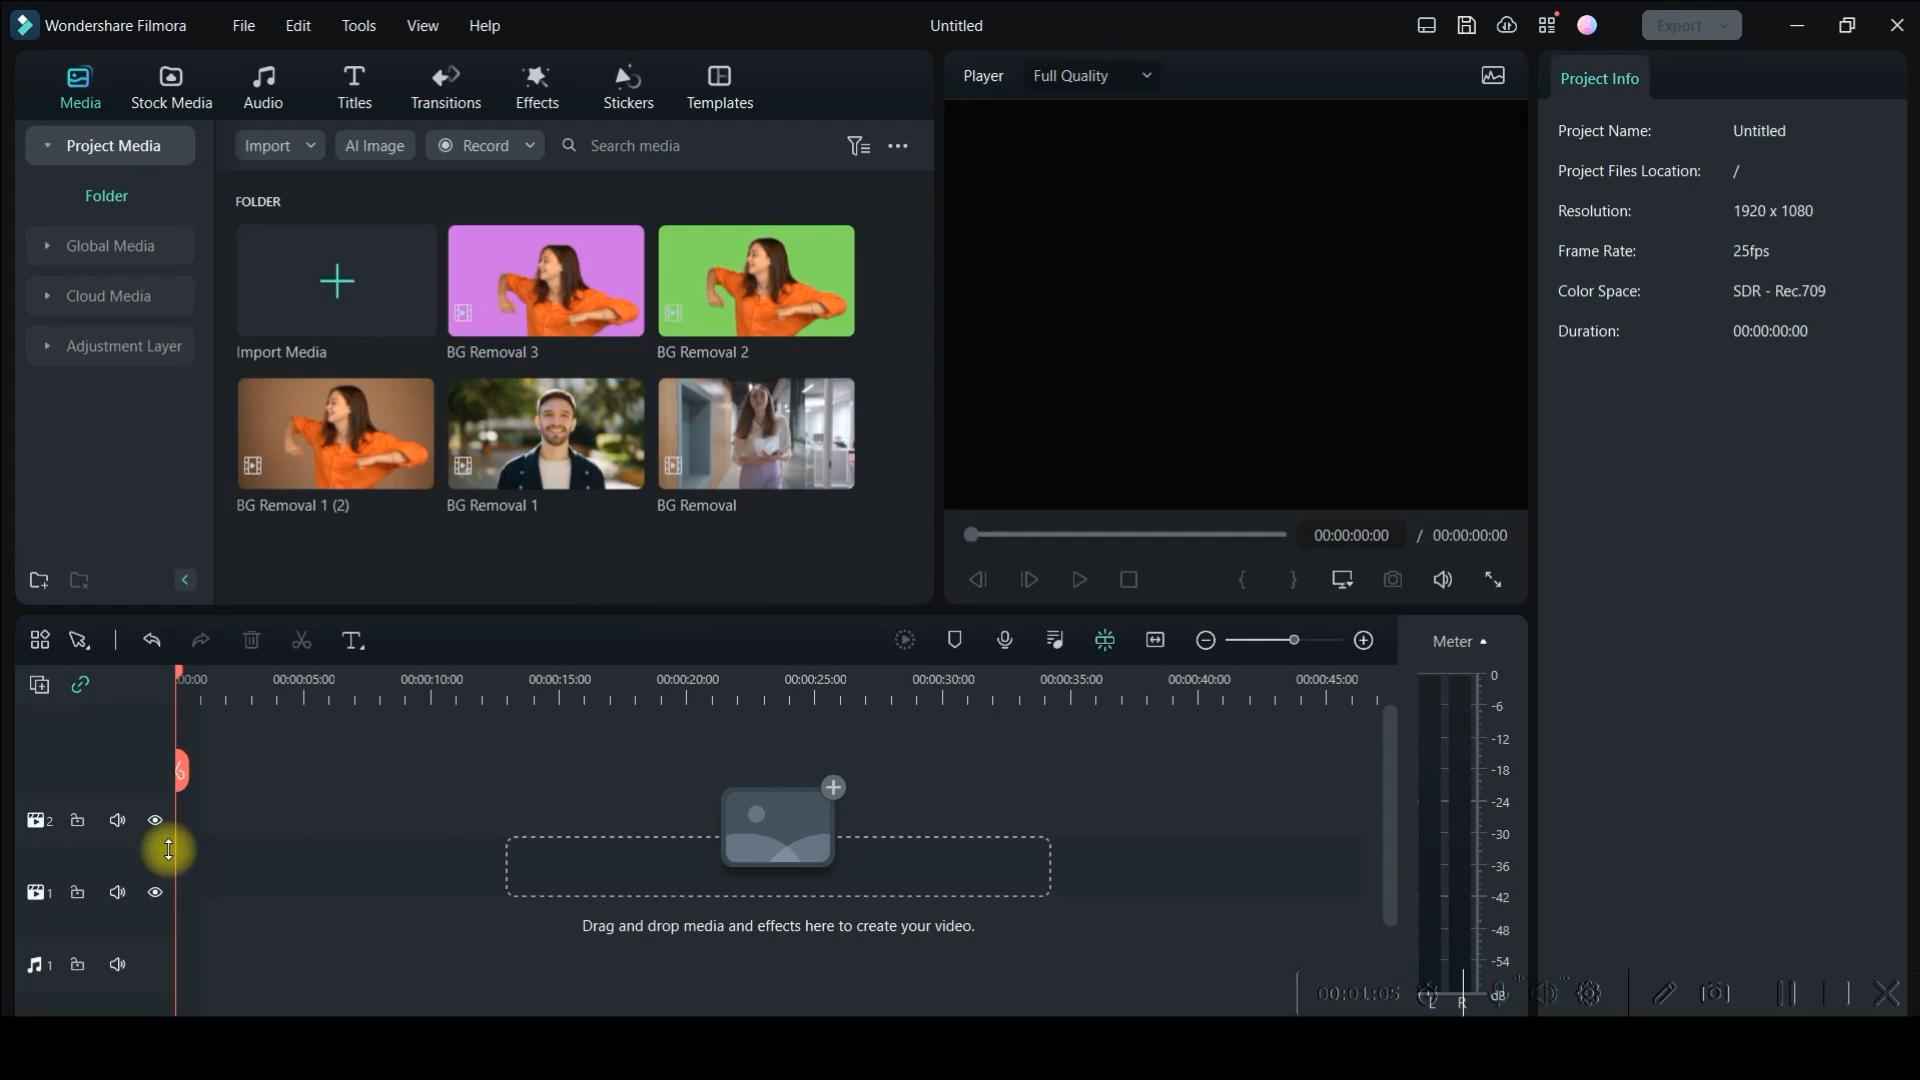 Wondershare Filmora File Edit Tools View Help Untitled Export
Media Stock Media Audio Titles Transitions Effects Stickers Templates
Project Media
Folder
Global Media
Cloud Media
Adjustment Layer
Import AI Image Record Search media
FOLDER
Import Media BG Removal 3 BG Removal 2
BG Removal 1 (2) BG Removal 1 BG Removal
Player Full Quality
00:00:00:00 / 00:00:00:00
Project Info
Project Name: Untitled
Project Files Location: /
Resolution: 1920 x 1080
Frame Rate: 25fps
Color Space: SDR - Rec.709
Duration: 00:00:00:00
Meter
:00:00 00:00:05:00 00:00:10:00 00:00:15:00 00:00:20:00 00:00:25:00 00:00:30:00 00:00:35:00 00:00:40:00 00:00:45:00
2
1
1
Drag and drop media and effects here to create your video.
0
-6
-12
-18
-24
-30
-36
-42
-48
-54
dB
L R
00:01:05